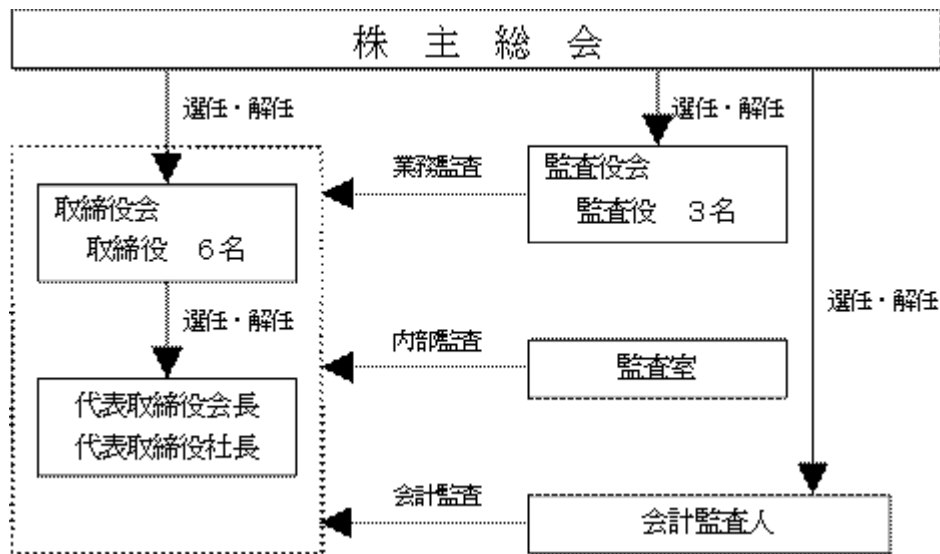 株 主 総 会
選任・解任
選任・解任
選任・解任
業務監査
監査役会
監査役 3名
取締役会
取締役 6名
選任・解任
内部監査
監査室
代表取締役会長
代表取締役社長
会計監査
会計監査人